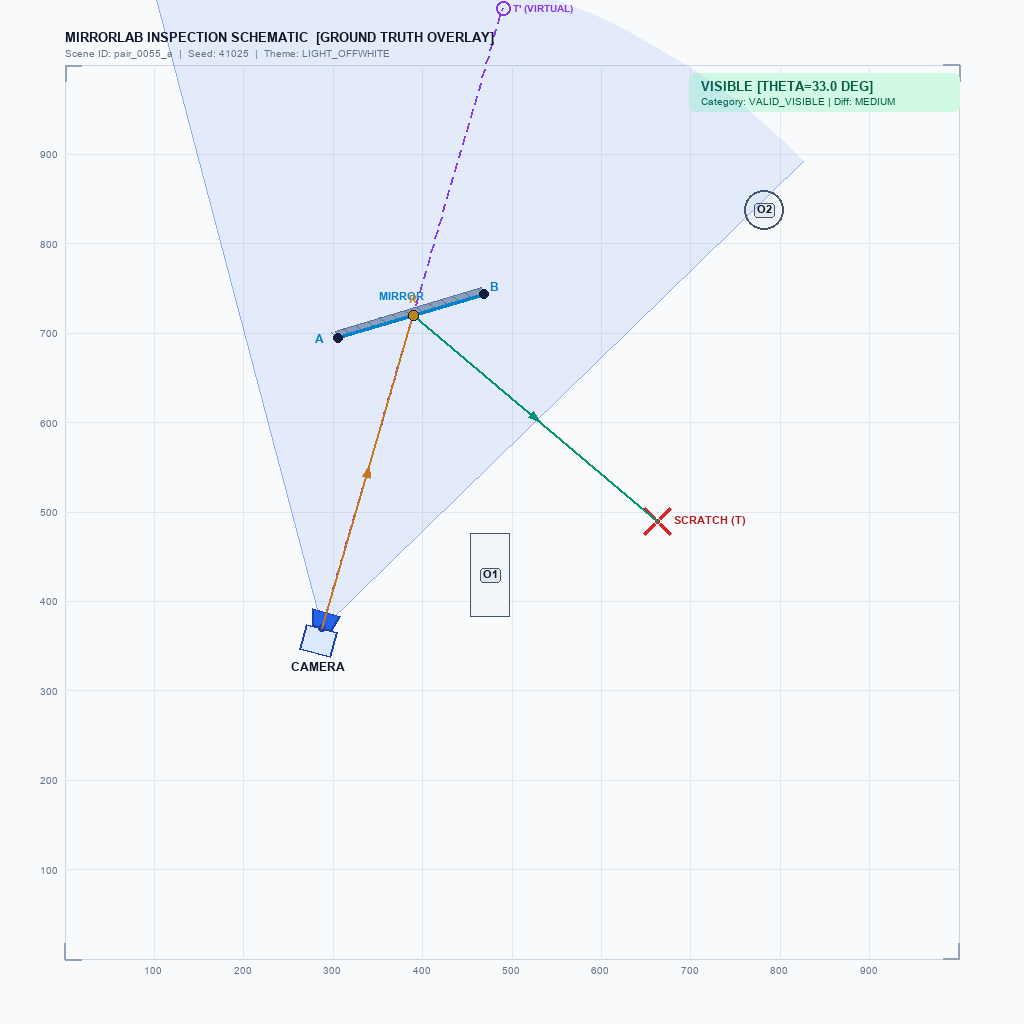 T' (VIRTUAL)
MIRRORLAB INSPECTION SCHEMATIC [GROUND TRUTH OVERLAY]
Scene ID: pair_0055_a | Seed: 41025 | Theme: LIGHT_OFFWHITE
VISIBLE [THETA=33.0 DEG]
Category: VALID_VISIBLE | Diff: MEDIUM
900
O2
800
B
MIRROR
A
700
600
500
SCRATCH (T)
O1
400
CAMERA
300
200
100
100 200 300 400 500 600 700 800 900